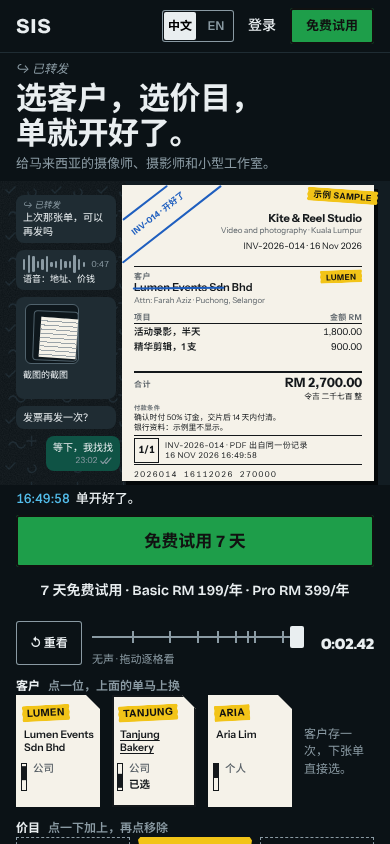 SIS
中文 EN
登录
免费试用
↪ 已转发
选客户，选价目，
单就开好了。
给马来西亚的摄像师、摄影师和小型工作室。
↪ 已转发
上次那张单，可以
再发吗
0:47
语音：地址、价钱
截图的截图
发票再发一次？
等下，我找找
23:02
示例 SAMPLE
INV-014 · 开好了
Kite & Reel Studio
Video and photography · Kuala Lumpur
INV-2026-014 · 16 Nov 2026
客户
LUMEN
Lumen Events Sdn Bhd
Attn: Farah Aziz · Puchong, Selangor
项目 金额 RM
活动录影，半天 1,800.00
精华剪辑，1 支 900.00
合计 RM 2,700.00
令吉 二千七百 整
付款条件
确认时付 50% 订金，交片后 14 天内付清。
银行资料：示例里不显示。
1/1
INV-2026-014 · PDF 出自同一份记录
16 NOV 2026 16:49:58
2026014 16112026 270000
16:49:58 单开好了。
免费试用 7 天
7 天免费试用 · Basic RM 199/年 · Pro RM 399/年
重看
无声 · 拖动逐格看
0:02.42
客户 点一位，上面的单马上换
LUMEN
Lumen Events
Sdn Bhd
公司
TANJUNG
Tanjung
Bakery
公司
已选
ARIA
Aria Lim
个人
客户存一
次，下张单
直接选。
价目 点一下加上，再点移除